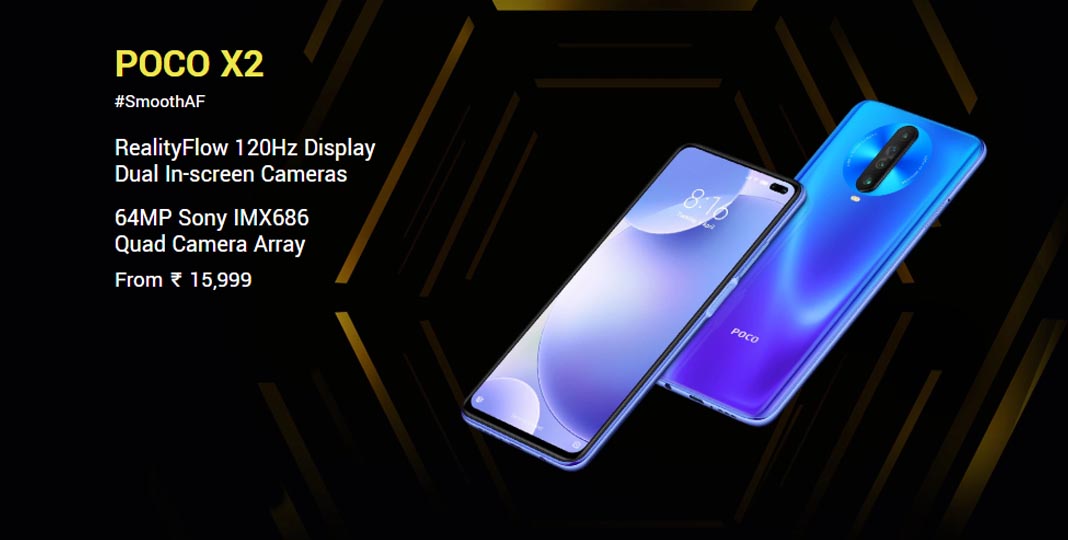 POCO X2
#SmoothAF
RealityFlow 120Hz Display
Dual In-screen Cameras
64MP Sony IMX686
Quad Camera Array
From ₹ 15,999
8:16
POCO